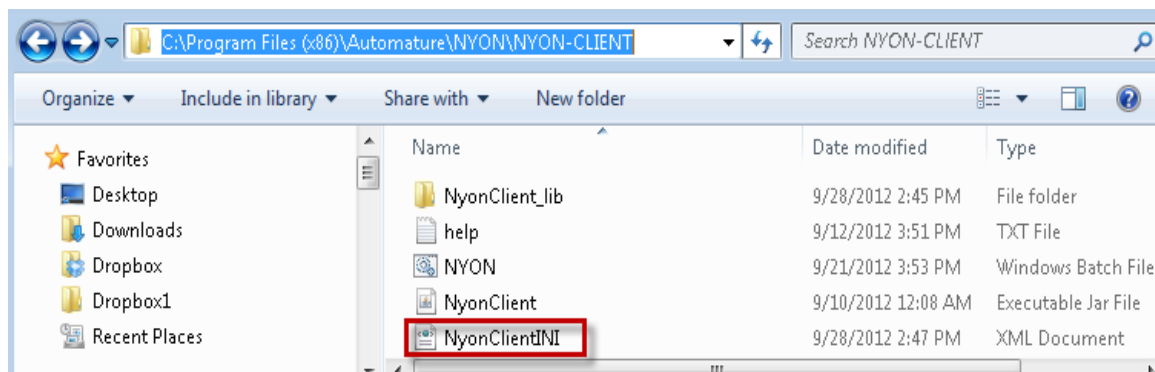 C:\Program Files (x86)\Automature\NYON\NYON-CLIENT Search NYON-CLIENT
Organize Include in library Share with New folder
Favorites
Desktop
Downloads
Dropbox
Dropbox1
Recent Places
Name Date modified Type
NyonClient_lib 9/28/2012 2:45 PM File folder
help 9/12/2012 3:51 PM TXT File
NYON 9/21/2012 3:53 PM Windows Batch File
NyonClient 9/10/2012 12:08 AM Executable Jar File
NyonClientINI 9/28/2012 2:47 PM XML Document